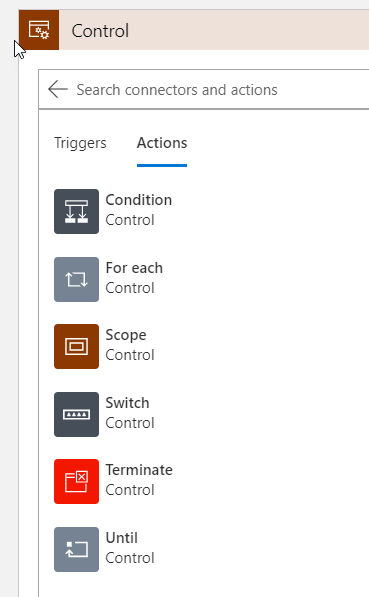 Control
Search connectors and actions
Triggers Actions
Condition
Control
For each
Control
Scope
Control
Switch
Control
Terminate
Control
Until
Control